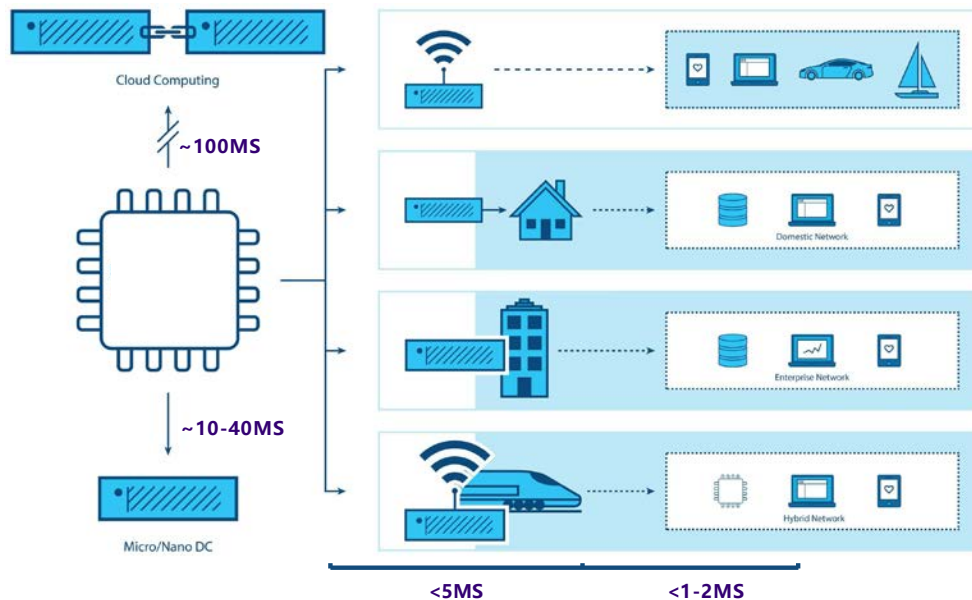 Cloud Computing
~100MS
~10-40MS
Micro/Nano DC
Domestic Network
Enterprise Network
Hybrid Network
<5MS
<1-2MS